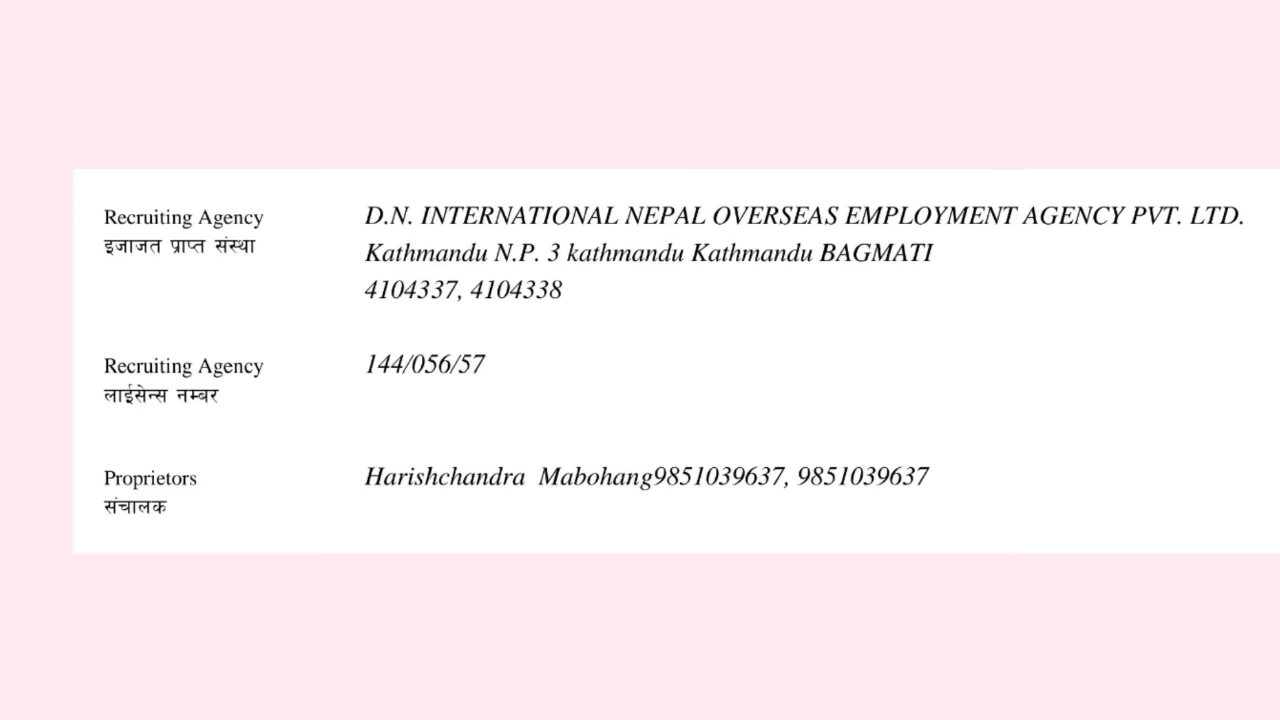 Recruiting Agency D.N. INTERNATIONAL NEPAL OVERSEAS EMPLOYMENT AGENCY PVT. LTD.
इजाजत प्राप्त संस्था Kathmandu N.P. 3 kathmandu Kathmandu BAGMATI
4104337, 4104338
Recruiting Agency 144/056/57
लाईसेन्स नम्बर
Proprietors Harishchandra Mabohang9851039637, 9851039637
संचालक